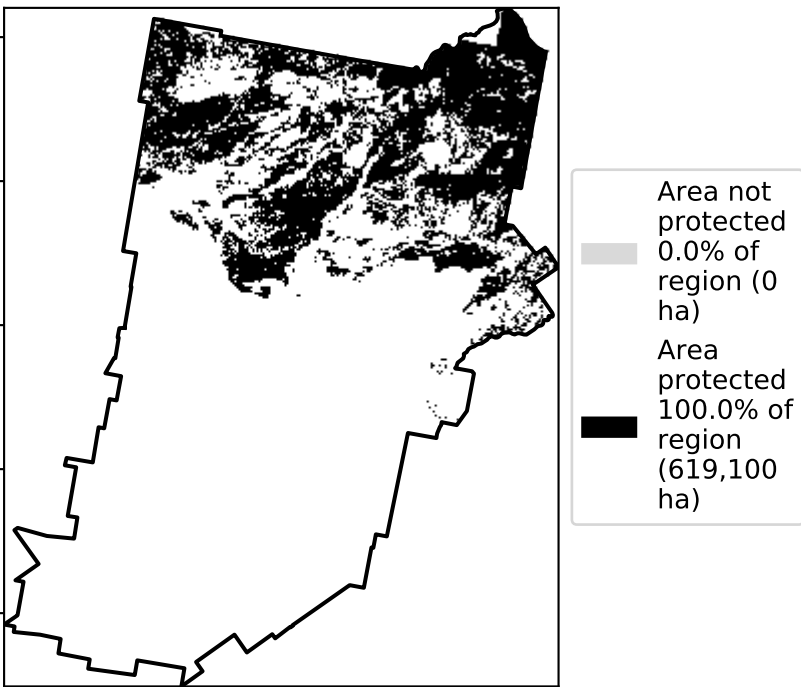 Area not
protected
0.0% of
region (0
ha)
Area
protected
100.0% of
region
(619,100
ha)